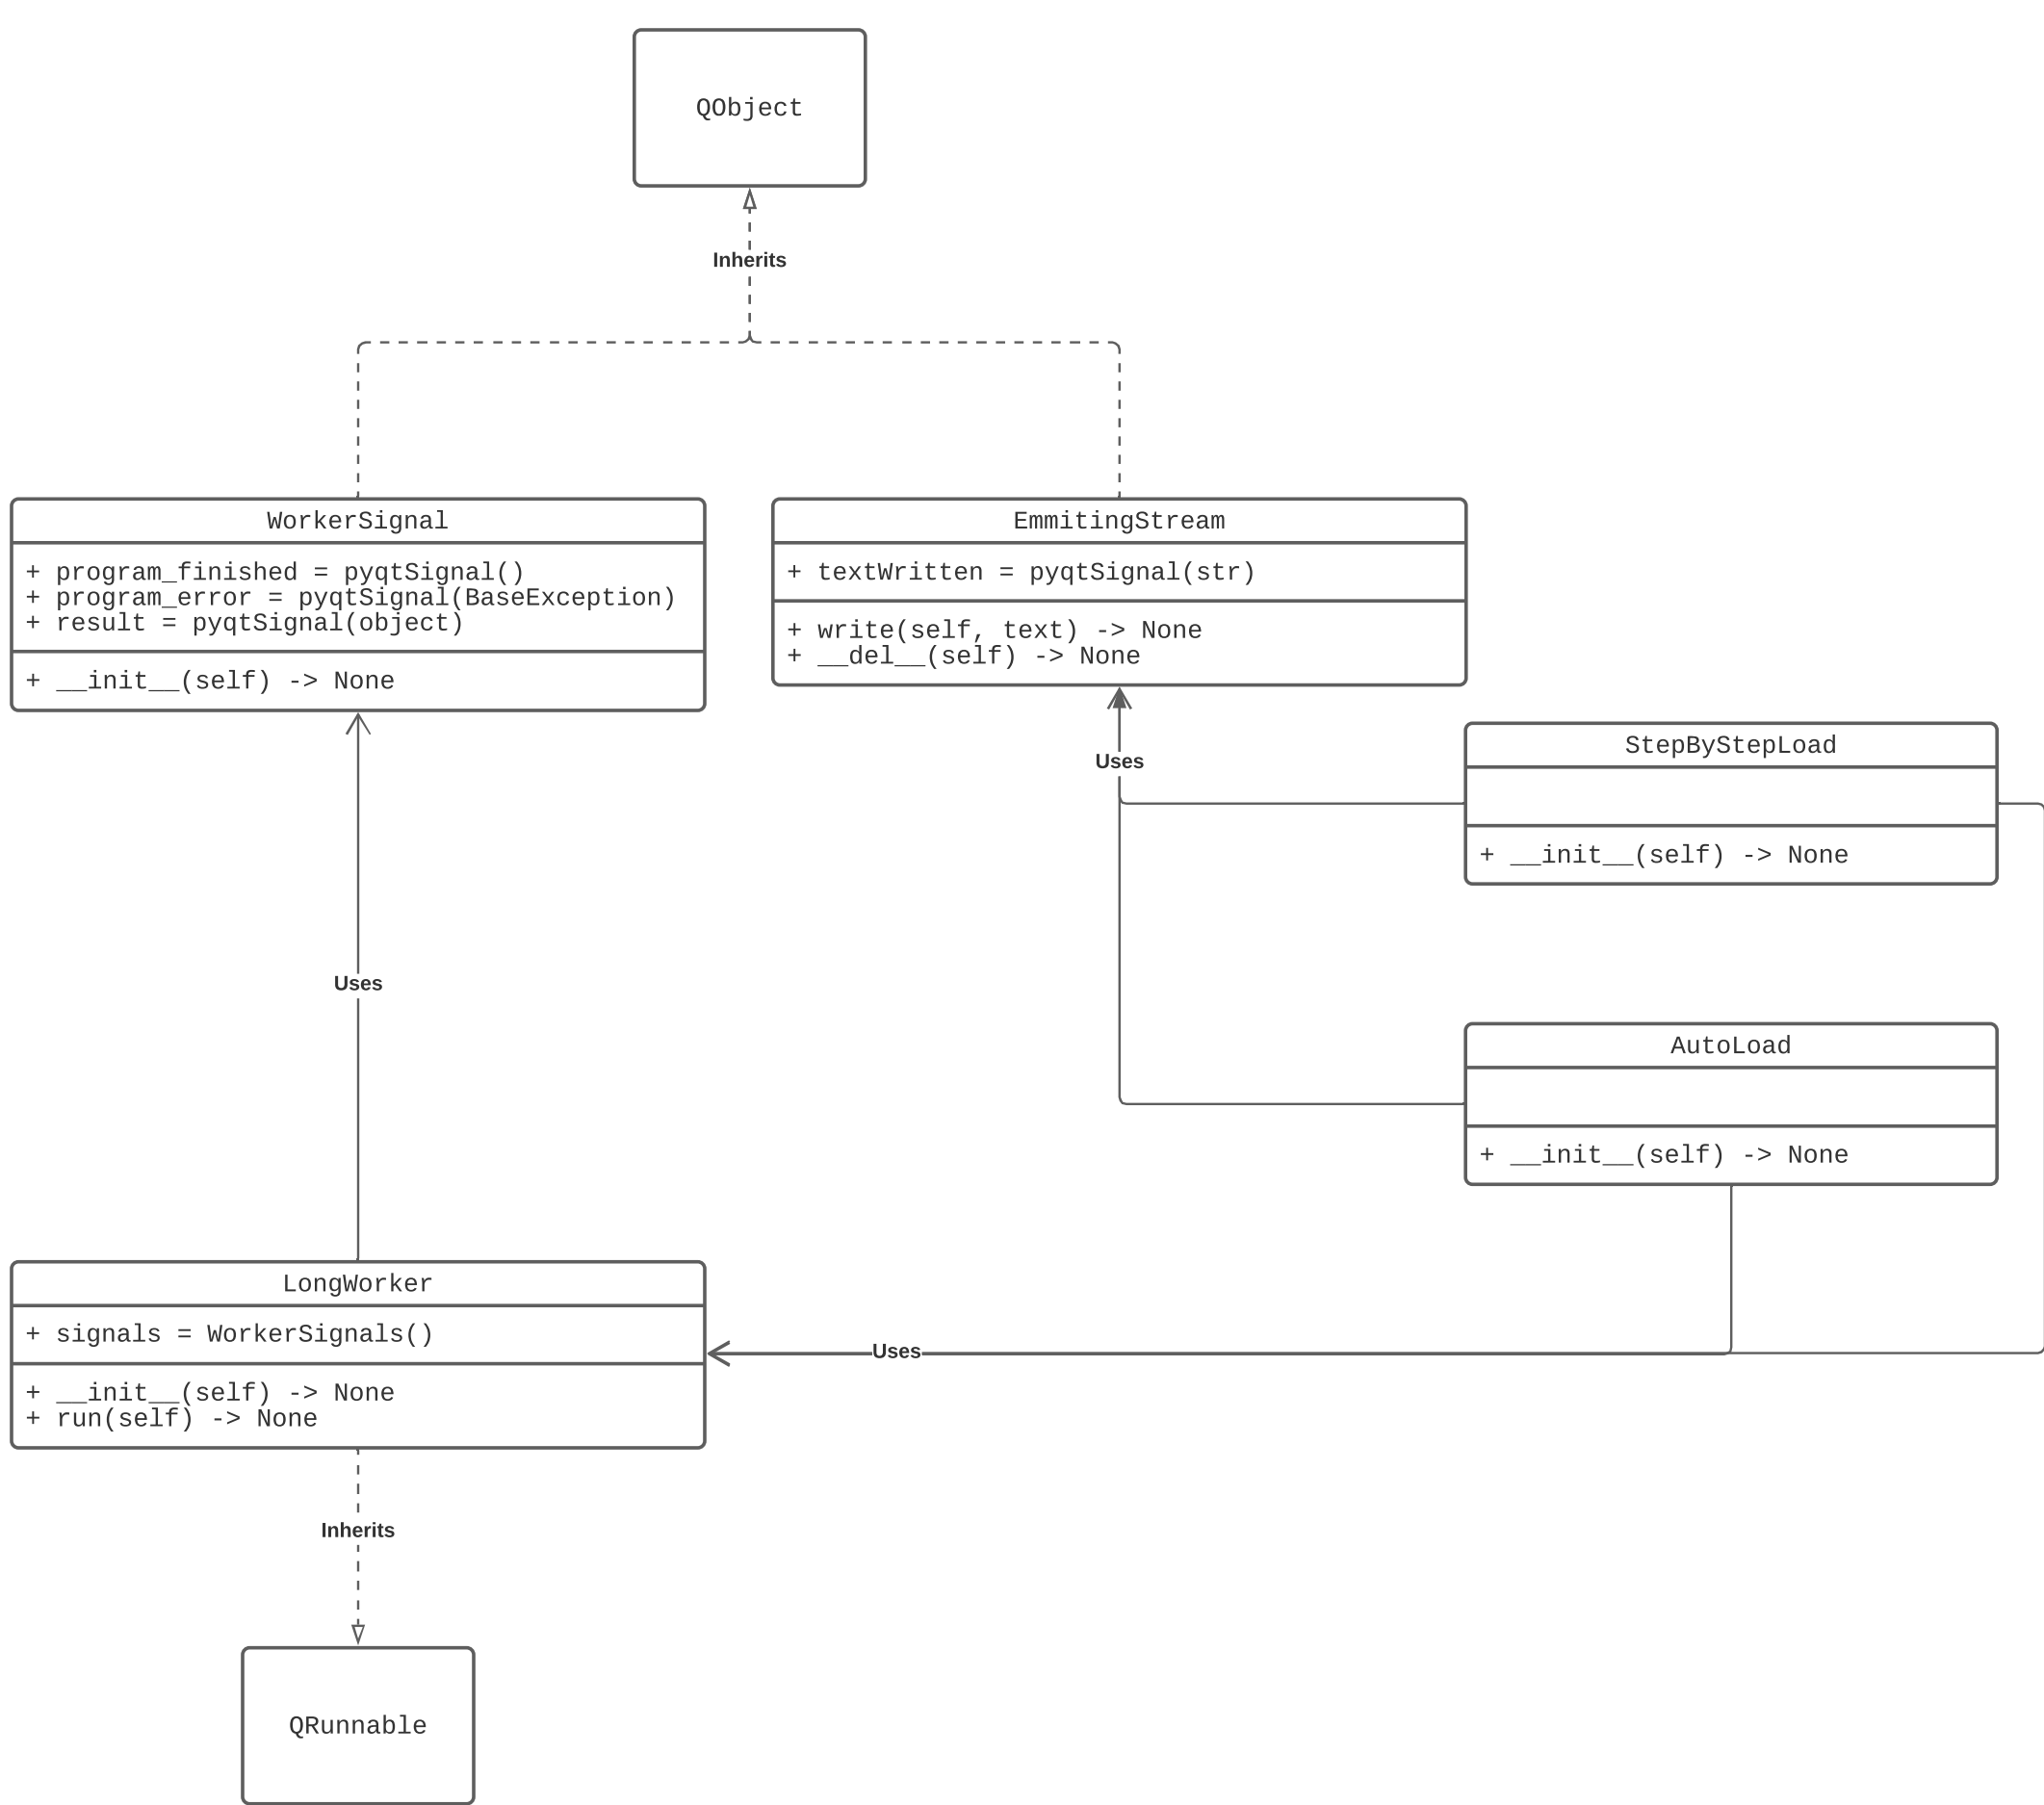 QObject
Inherits
WorkerSignal
+ program_finished = pyqtSignal()
+ program_error = pyqtSignal(BaseException)
+ result = pyqtSignal(object)
+ __init__(self) -> None
EmmitingStream
+ textWritten = pyqtSignal(str)
+ write(self, text) -> None
+ __del__(self) -> None
Uses
StepByStepLoad
+ __init__(self) -> None
Uses
AutoLoad
+ __init__(self) -> None
LongWorker
+ signals = WorkerSignals()
+ __init__(self) -> None
+ run(self) -> None
Uses
Inherits
QRunnable